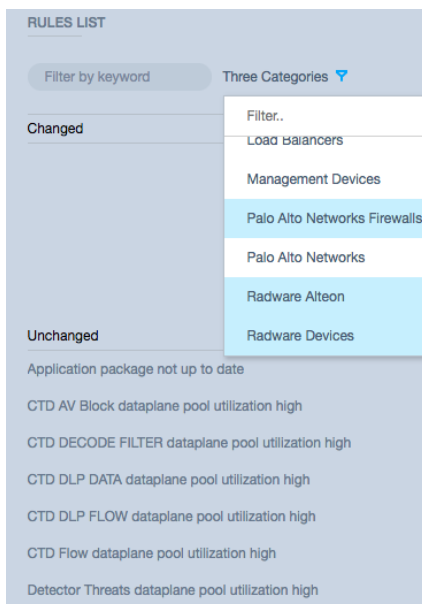 RULES LIST
Filter by keyword
Three Categories
Changed
Filter..
Load Balancers
Management Devices
Palo Alto Networks Firewalls
Palo Alto Networks
Radware Alteon
Radware Devices
Unchanged
Application package not up to date
CTD AV Block dataplane pool utilization high
CTD DECODE FILTER dataplane pool utilization high
CTD DLP DATA dataplane pool utilization high
CTD DLP FLOW dataplane pool utilization high
CTD Flow dataplane pool utilization high
Detector Threats dataplane pool utilization high